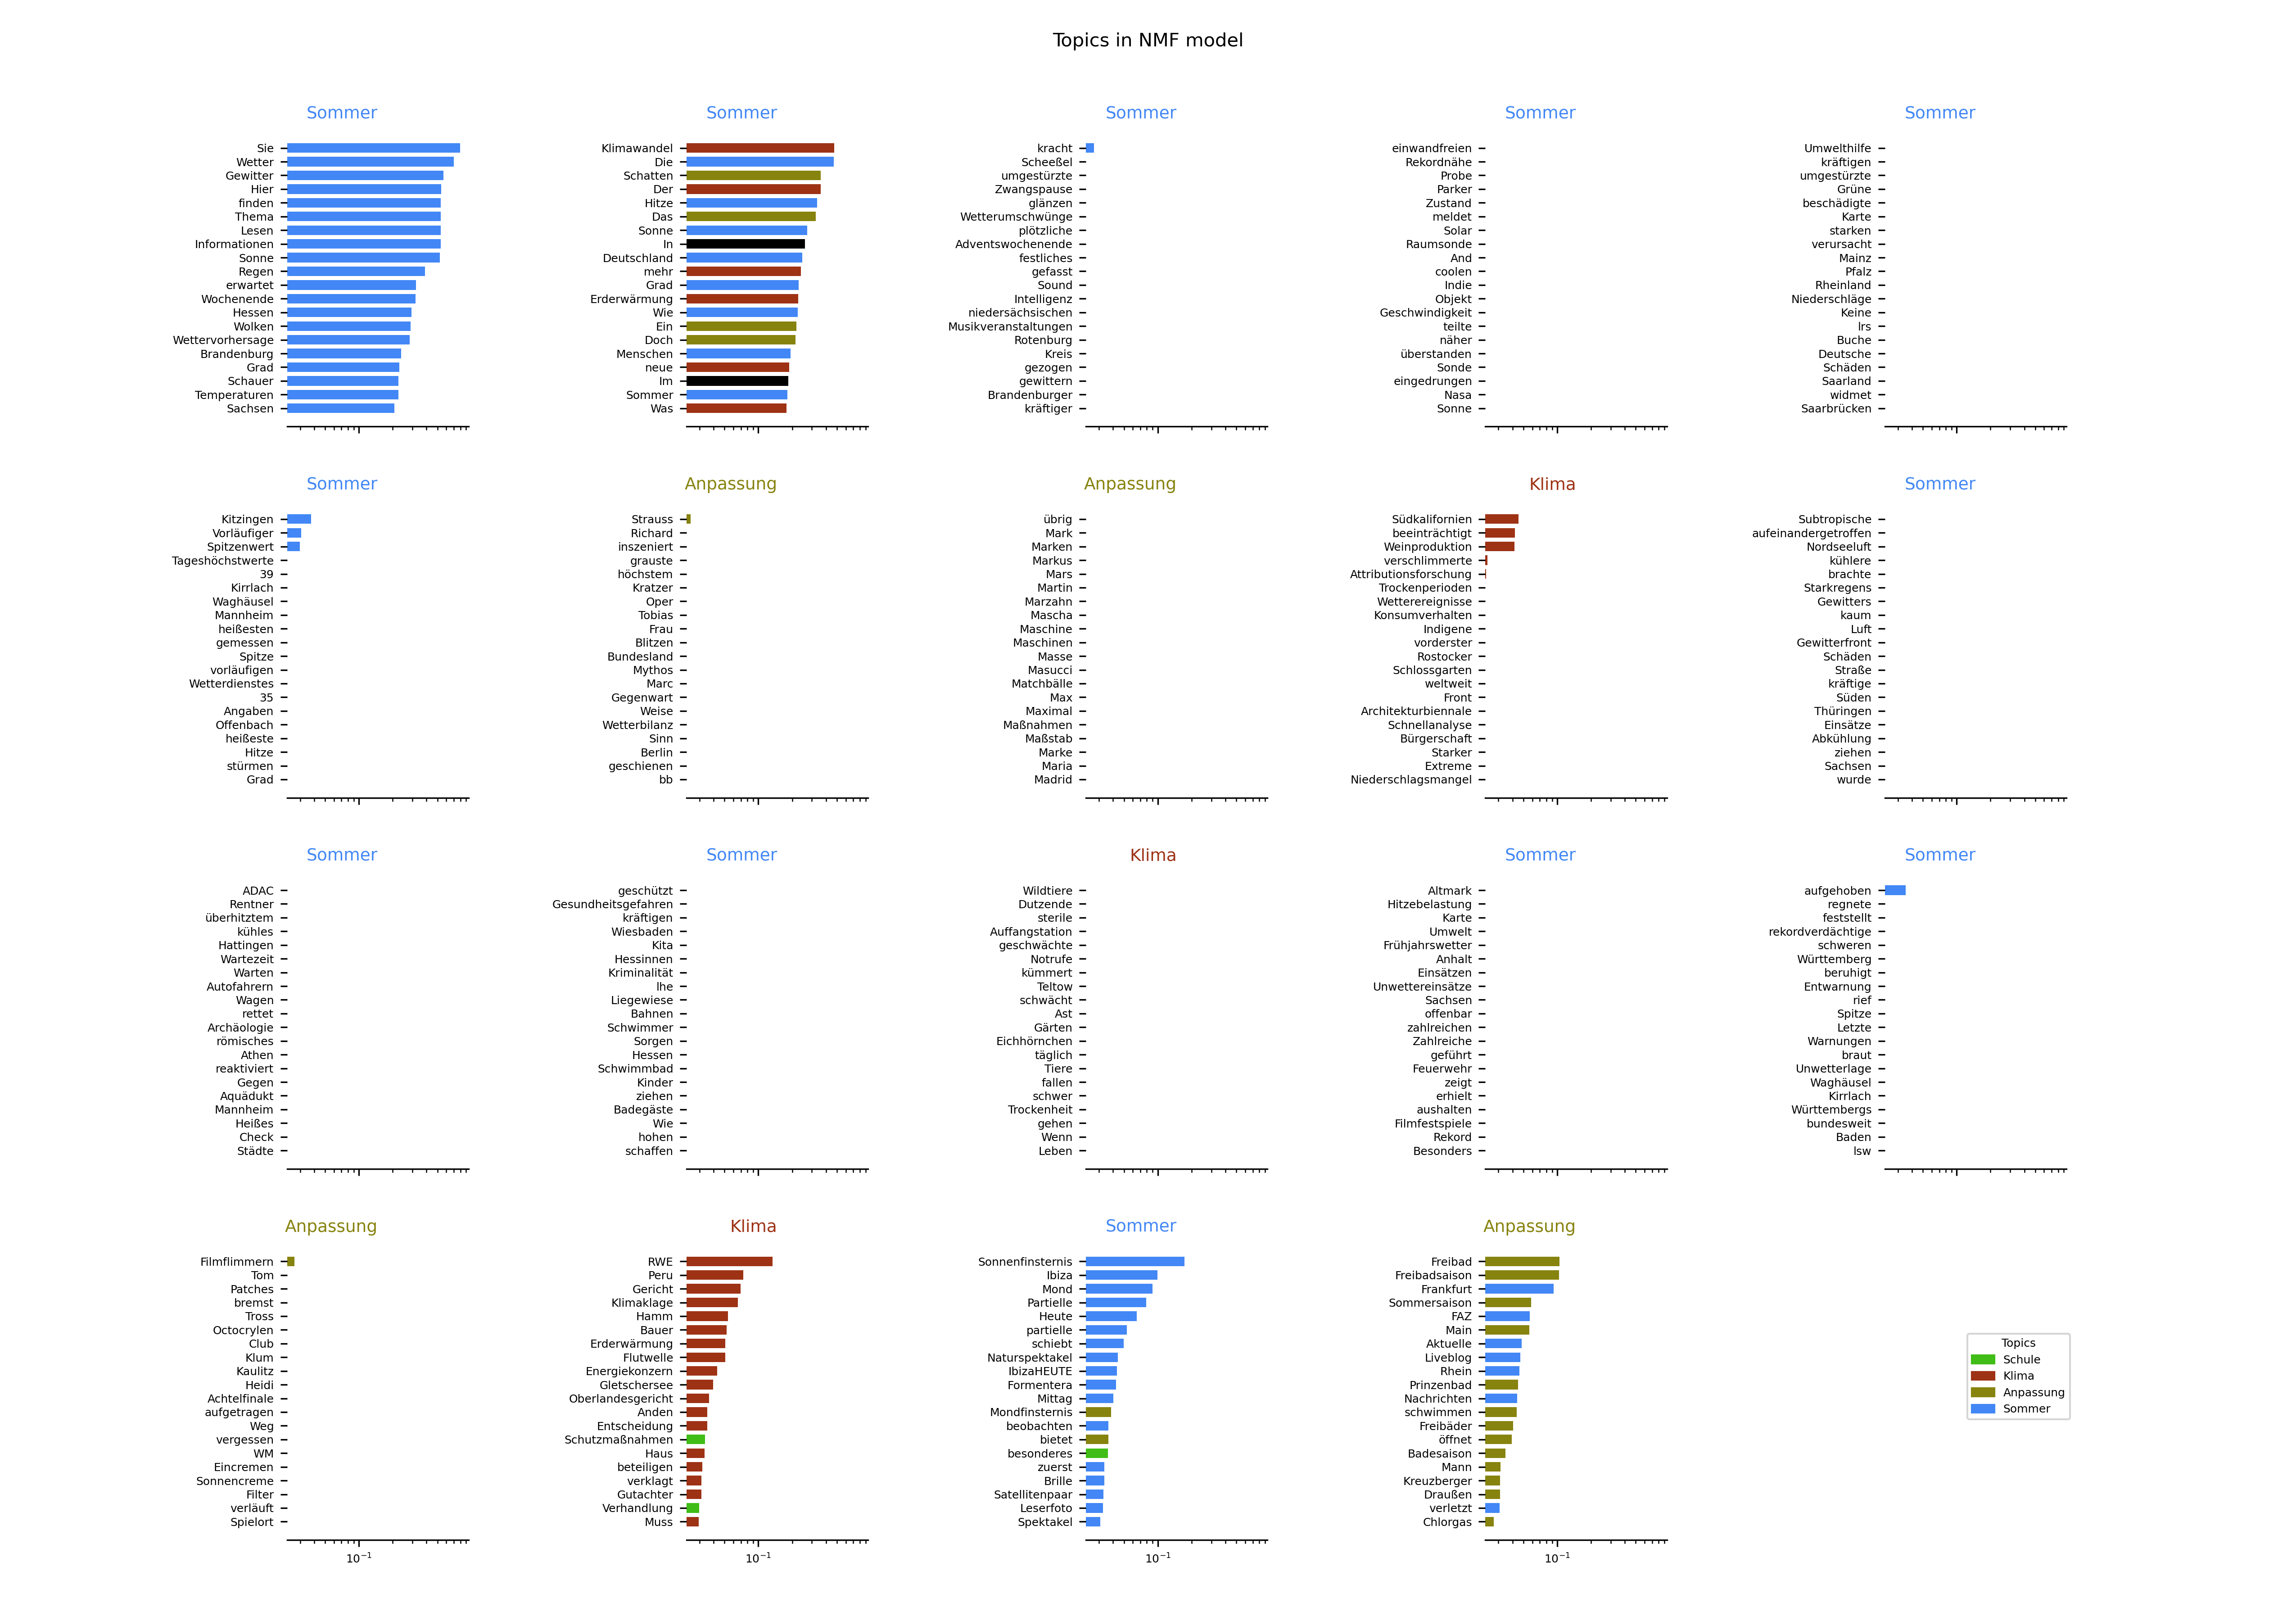 Topics in NMF model
Sommer
Sie
Wetter
Gewitter
Hier
finden
Thema
Lesen
Informationen
Sonne
Regen
erwartet
Wochenende
Hessen
Wolken
Wettervorhersage
Brandenburg
Grad
Schauer
Temperaturen
Sachsen
Sommer
Klimawandel
Die
Schatten
Der
Hitze
Das
Sonne
In
Deutschland
mehr
Grad
Erderwärmung
Wie
Ein
Doch
Menschen
neue
Im
Sommer
Was
Sommer
kracht
Scheeßel
umgestürzte
Zwangspause
glänzen
Wetterumschwünge
plötzliche
Adventswochenende
festliches
gefasst
Sound
Intelligenz
niedersächsischen
Musikveranstaltungen
Rotenburg
Kreis
gezogen
gewittern
Brandenburger
kräftiger
Sommer
einwandfreien
Rekordnähe
Probe
Parker
Zustand
meldet
Solar
Raumsonde
And
coolen
Indie
Objekt
Geschwindigkeit
teilte
näher
überstanden
Sonde
eingedrungen
Nasa
Sonne
Sommer
Umwelthilfe
kräftigen
umgestürzte
Grüne
beschädigte
Karte
starken
verursacht
Mainz
Pfalz
Rheinland
Niederschläge
Keine
lrs
Buche
Deutsche
Schäden
Saarland
widmet
Saarbrücken
Sommer
Kitzingen
Vorläufiger
Spitzenwert
Tageshöchstwerte
39
Kirrlach
Waghäusel
Mannheim
heißesten
gemessen
Spitze
vorläufigen
Wetterdienstes
35
Angaben
Offenbach
heißeste
Hitze
stürmen
Grad
Anpassung
Strauss
Richard
inszeniert
grauste
höchstem
Kratzer
Oper
Tobias
Frau
Blitzen
Bundesland
Mythos
Marc
Gegenwart
Weise
Wetterbilanz
Sinn
Berlin
geschienen
bb
Anpassung
übrig
Mark
Marken
Markus
Mars
Martin
Marzahn
Mascha
Maschine
Maschinen
Masse
Masucci
Matchbälle
Max
Maximal
Maßnahmen
Maßstab
Marke
Maria
Madrid
Klima
Südkalifornien
beeinträchtigt
Weinproduktion
verschlimmerte
Attributionsforschung
Trockenperioden
Wetterereignisse
Konsumverhalten
Indigene
vorderster
Rostocker
Schlossgarten
weltweit
Front
Architekturbiennale
Schnellanalyse
Bürgerschaft
Starker
Extreme
Niederschlagsmangel
Sommer
Subtropische
aufeinandergetroffen
Nordseeluft
kühlere
brachte
Starkregens
Gewitters
kaum
Luft
Gewitterfront
Schäden
Straße
kräftige
Süden
Thüringen
Einsätze
Abkühlung
ziehen
Sachsen
wurde
Sommer
ADAC
Rentner
überhitztem
kühles
Hattingen
Wartezeit
Warten
Autofahrern
Wagen
rettet
Archäologie
römisches
Athen
reaktiviert
Gegen
Aquädukt
Mannheim
Heißes
Check
Städte
Sommer
geschützt
Gesundheitsgefahren
kräftigen
Wiesbaden
Kita
Hessinnen
Kriminalität
lhe
Liegewiese
Bahnen
Schwimmer
Sorgen
Hessen
Schwimmbad
Kinder
ziehen
Badegäste
Wie
hohen
schaffen
Klima
Wildtiere
Dutzende
sterile
Auffangstation
geschwächte
Notrufe
kümmert
Teltow
schwächt
Ast
Gärten
Eichhörnchen
täglich
Tiere
fallen
schwer
Trockenheit
gehen
Wenn
Leben
Sommer
Altmark
Hitzebelastung
Karte
Umwelt
Frühjahrswetter
Anhalt
Einsätzen
Unwettereinsätze
Sachsen
offenbar
zahlreichen
Zahlreiche
geführt
Feuerwehr
zeigt
erhielt
aushalten
Filmfestspiele
Rekord
Besonders
Sommer
aufgehoben
regnete
feststellt
rekordverdächtige
schweren
Württemberg
beruhigt
Entwarnung
rief
Spitze
Letzte
Warnungen
braut
Unwetterlage
Waghäusel
Kirrlach
Württembergs
bundesweit
Baden
lsw
Anpassung
Filmflimmern
Tom
Patches
bremst
Tross
Octocrylen
Club
Klum
Kaulitz
Heidi
Achtelfinale
aufgetragen
Weg
vergessen
WM
Eincremen
Sonnencreme
Filter
verläuft
Spielort
10⁻¹
Klima
RWE
Peru
Gericht
Klimaklage
Hamm
Bauer
Erderwärmung
Flutwelle
Energiekonzern
Gletschersee
Oberlandesgericht
Anden
Entscheidung
Schutzmaßnahmen
Haus
beteiligen
verklagt
Gutachter
Verhandlung
Muss
10⁻¹
Sommer
Sonnenfinsternis
Ibiza
Mond
Partielle
Heute
partielle
schiebt
Naturspektakel
IbizaHEUTE
Formentera
Mittag
Mondfinsternis
beobachten
bietet
besonderes
zuerst
Brille
Satellitenpaar
Leserfoto
Spektakel
10⁻¹
Anpassung
Freibad
Freibadsaison
Frankfurt
Sommersaison
FAZ
Main
Aktuelle
Liveblog
Rhein
Prinzenbad
Nachrichten
schwimmen
Freibäder
öffnet
Badesaison
Mann
Kreuzberger
Draußen
verletzt
Chlorgas
10⁻¹
Topics
Schule
Klima
Anpassung
Sommer